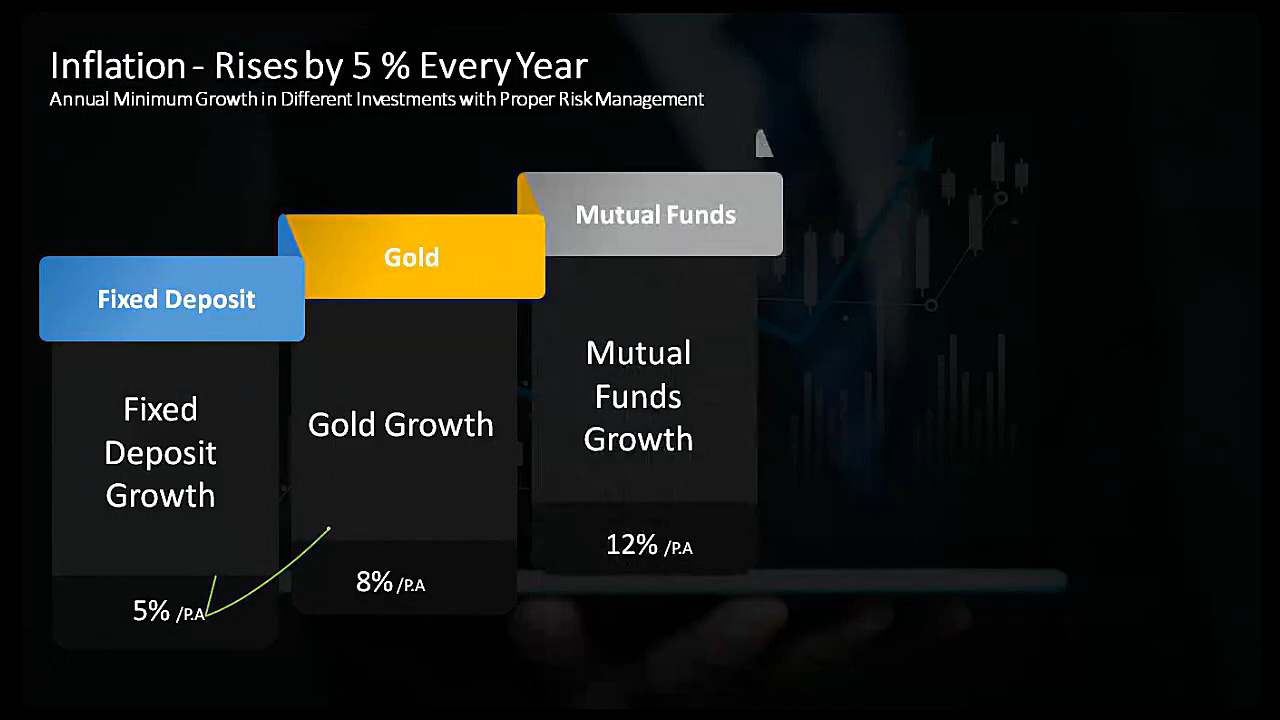 Inflation - Rises by 5 % Every Year
Annual Minimum Growth in Different Investments with Proper Risk Management
Fixed Deposit
Fixed
Deposit
Growth
5% /P.A
Gold
Gold Growth
8% /P.A
Mutual Funds
Mutual
Funds
Growth
12% /P.A